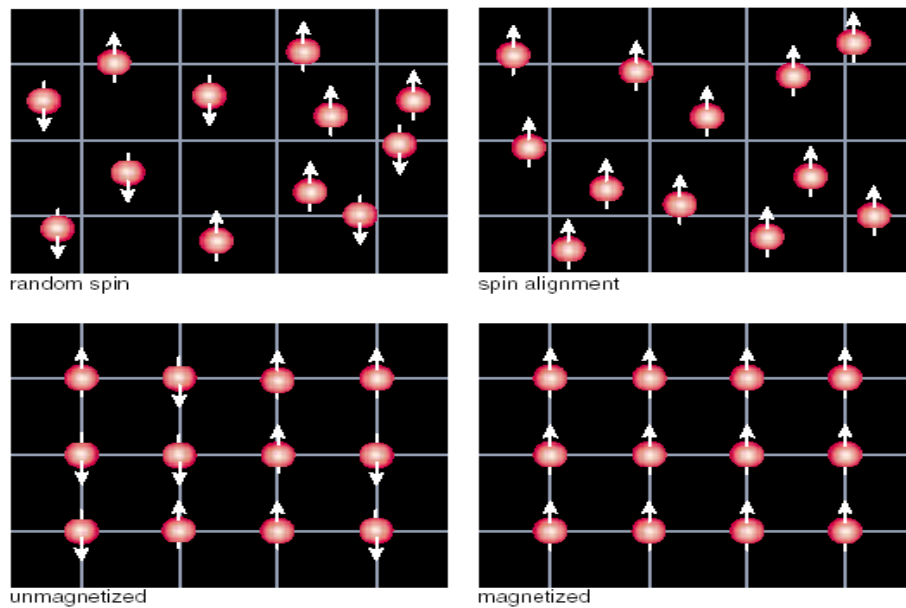 random spin
spin alignment
unmagnetized
magnetized